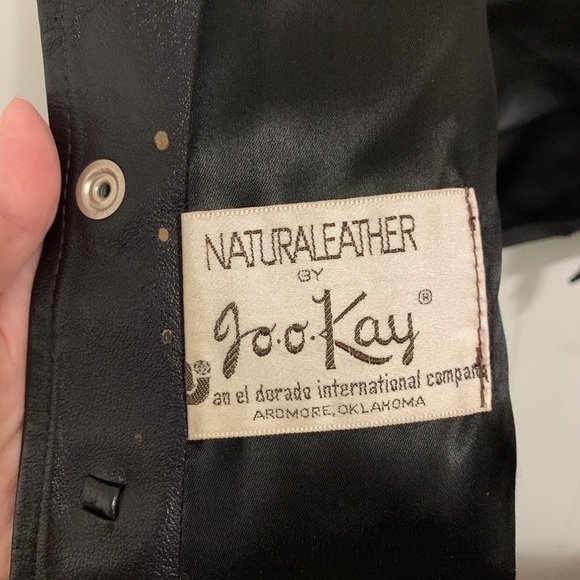 NATURALEATHER
BY
Jo.o.Kay®
an el dorado international company
ARDMORE, OKLAHOMA